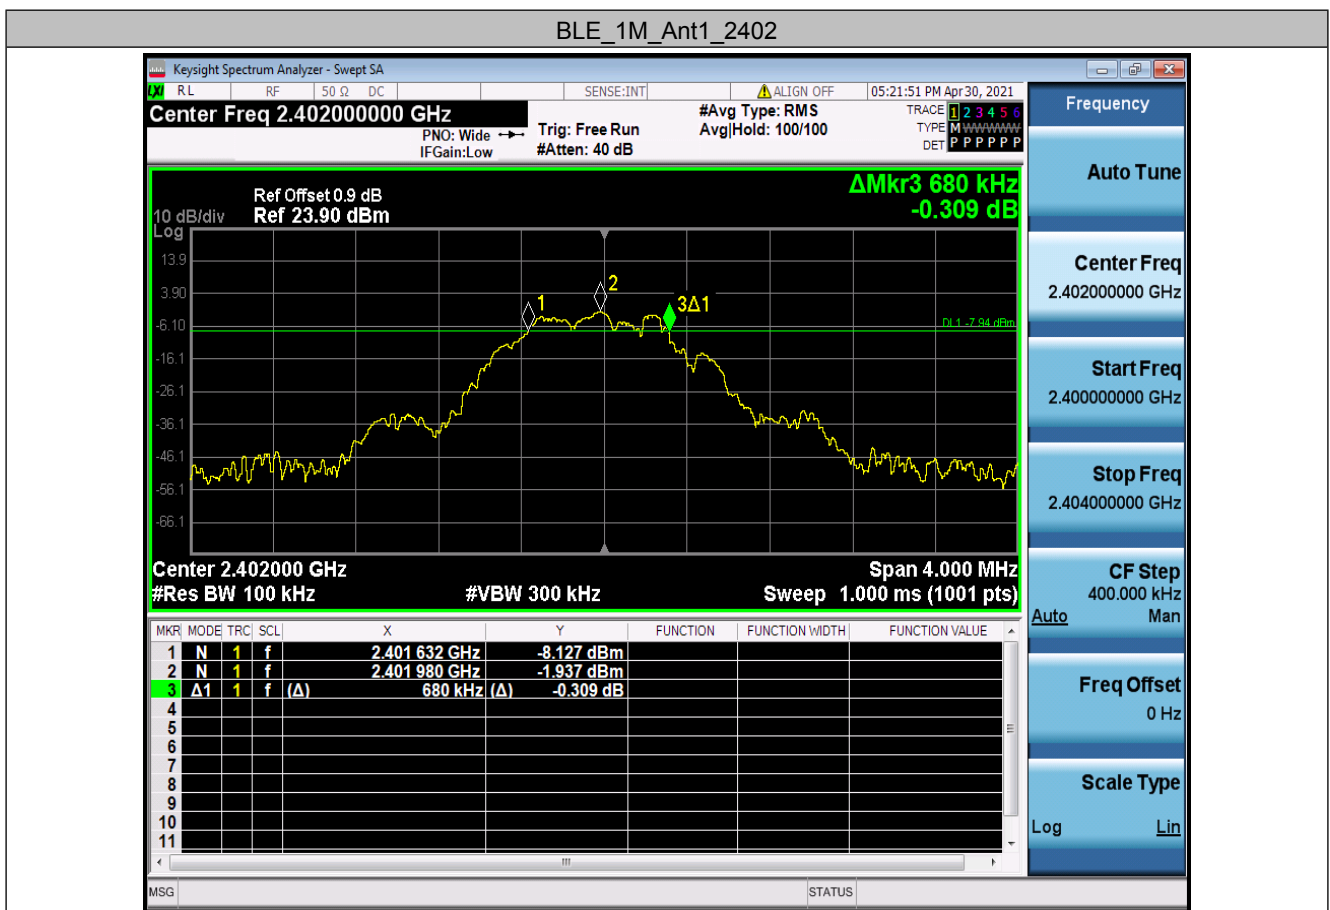 BLE_1M_Ant1_2402
Keysight Spectrum Analyzer - Swept SA
LXI RL RF 50 Ω DC SENSE:INT ALIGN OFF 05:21:51 PM Apr 30, 2021
Center Freq 2.402000000 GHz
PNO: Wide
IFGain:Low
Trig: Free Run
#Atten: 40 dB
#Avg Type: RMS
Avg|Hold: 100/100
TRACE 1 2 3 4 5 6
TYPE M WWWWW
DET P P P P P P
Frequency
Auto Tune
Center Freq
2.402000000 GHz
Start Freq
2.400000000 GHz
Stop Freq
2.404000000 GHz
CF Step
400.000 kHz
Auto Man
Freq Offset
0 Hz
Scale Type
Log Lin
ΔMkr3 680 kHz
-0.309 dB
Ref Offset 0.9 dB
10 dB/div Ref 23.90 dBm
Log
13.9
3.90
-6.10
-16.1
-26.1
-36.1
-46.1
-56.1
-66.1
1
2
3Δ1
DL1 -7.94 dBm
Center 2.402000 GHz Span 4.000 MHz
#Res BW 100 kHz #VBW 300 kHz Sweep 1.000 ms (1001 pts)
MKR MODE TRC SCL X Y FUNCTION FUNCTION WIDTH FUNCTION VALUE
1 N 1 f 2.401 632 GHz -8.127 dBm
2 N 1 f 2.401 980 GHz -1.937 dBm
3 Δ1 1 f (Δ) 680 kHz (Δ) -0.309 dB
4
5
6
7
8
9
10
11
MSG STATUS